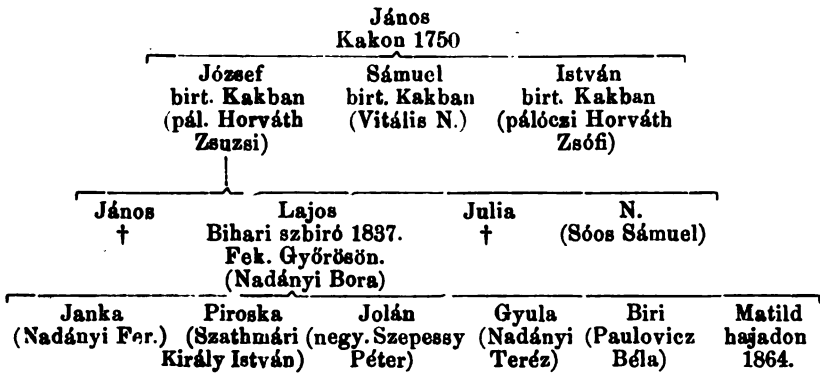 János
Kakon 1750
József Sámuel István
birt. Kakban birt. Kakban birt. Kakban
(pál. Horváth (Vitális N.) (pálóczi Horváth
Zsuzsi) Zsófi)
János Lajos Julia N.
† Bihari szbiró 1837. † (Sóos Sámuel)
Fek. Győrösön.
(Nadányi Bora)
Janka Piroska Jolán Gyula Biri Matild
(Nadányi Fer.) (Szathmári (negy. Szepessy (Nadányi (Paulovicz hajadon
Király István) Péter) Teréz) Béla) 1864.